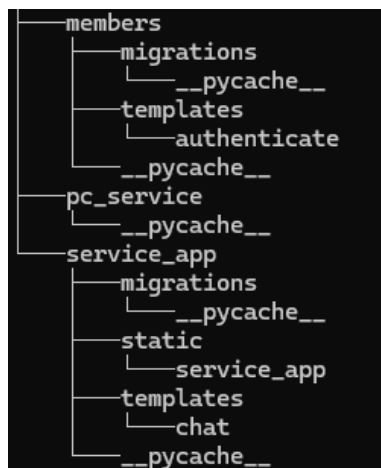 members
migrations
__pycache__
templates
authenticate
__pycache__
pc_service
__pycache__
service_app
migrations
__pycache__
static
service_app
templates
chat
__pycache__